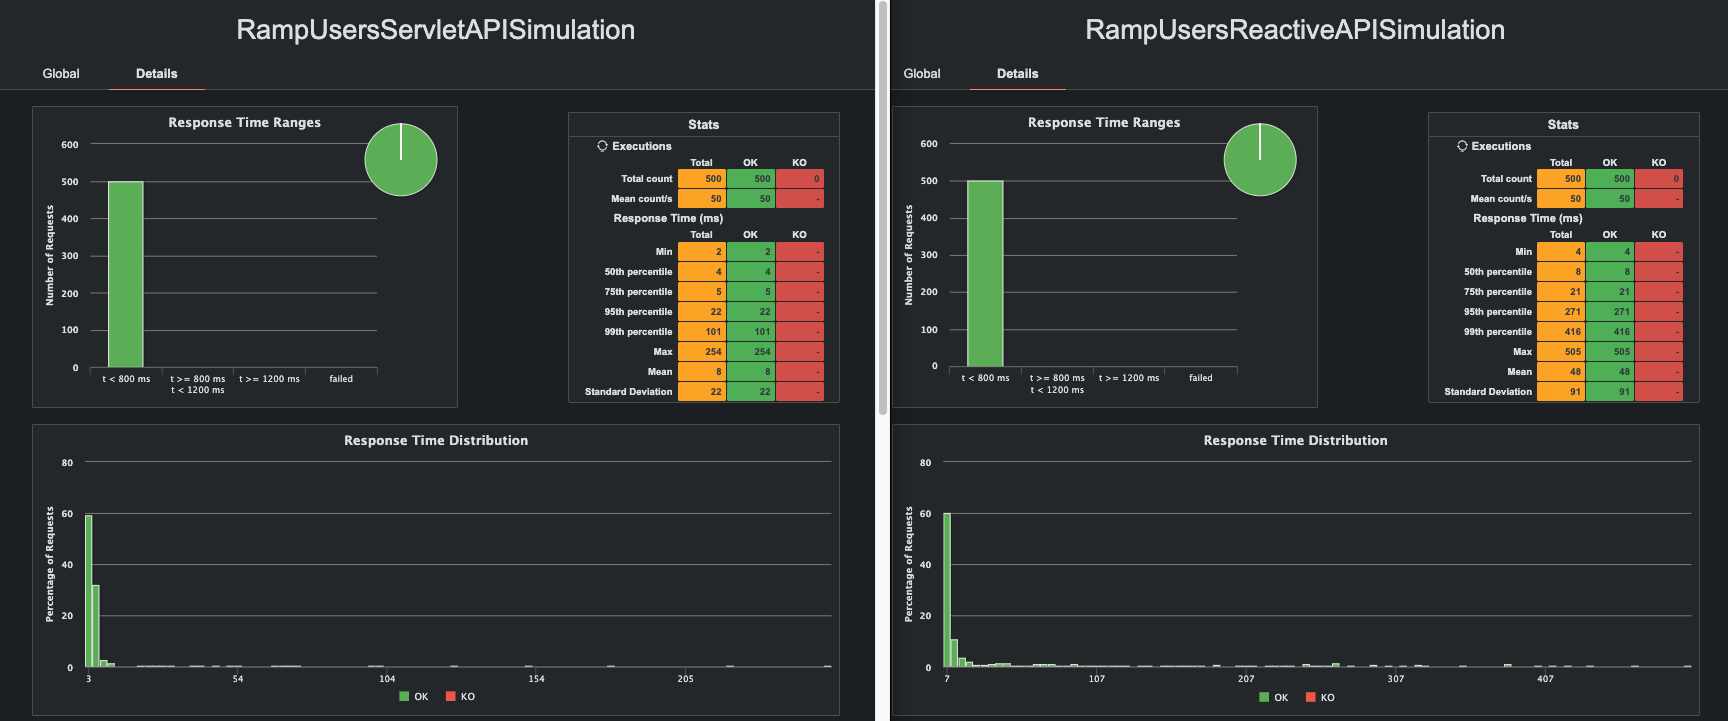 RampUsersServletAPISimulation
Global Details
Response Time Ranges
600
500
400
300
200
100
0
Number of Requests
t < 800 ms
t >= 800 ms
t < 1200 ms
t >= 1200 ms
failed
Stats
Executions
Total OK KO
Total count 500 500 0
Mean count/s 50 50 -
Response Time (ms)
Total OK KO
Min 2 2 -
50th percentile 4 4 -
75th percentile 5 5 -
95th percentile 22 22 -
99th percentile 101 101 -
Max 254 254 -
Mean 8 8 -
Standard Deviation 22 22 -
Response Time Distribution
80
60
40
20
0
Percentage of Requests
3 54 104 154 205
OK KO
RampUsersReactiveAPISimulation
Global Details
Response Time Ranges
600
500
400
300
200
100
0
Number of Requests
t < 800 ms
t >= 800 ms
t < 1200 ms
t >= 1200 ms
failed
Stats
Executions
Total OK KO
Total count 500 500 0
Mean count/s 50 50 -
Response Time (ms)
Total OK KO
Min 4 4 -
50th percentile 8 8 -
75th percentile 21 21 -
95th percentile 271 271 -
99th percentile 416 416 -
Max 505 505 -
Mean 48 48 -
Standard Deviation 91 91 -
Response Time Distribution
80
60
40
20
0
Percentage of Requests
7 107 207 307 407
OK KO